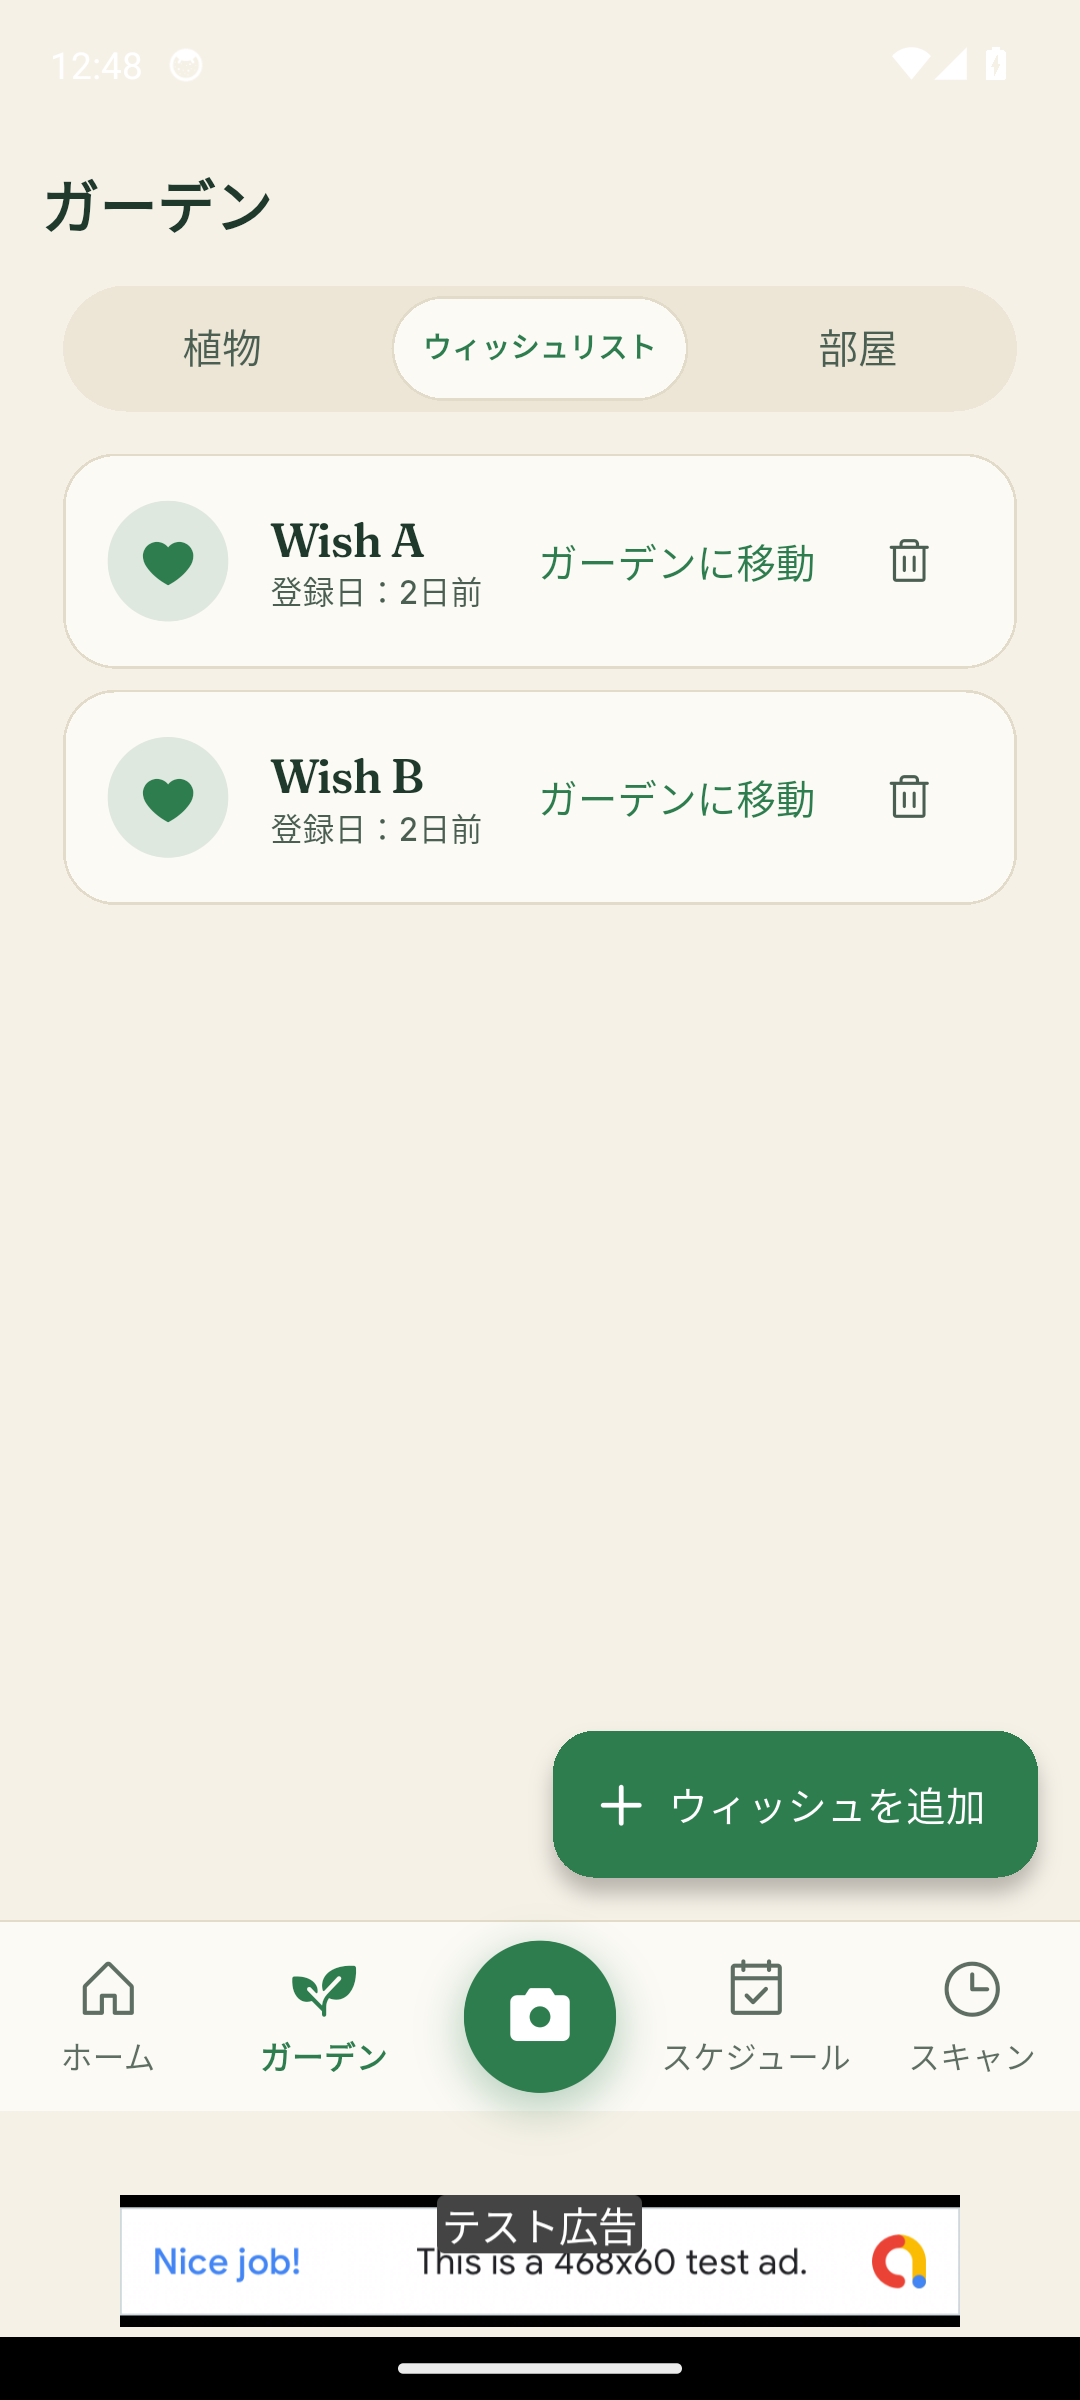 12:48
ガーデン
植物
ウィッシュリスト
部屋
Wish A
登録日：2日前
ガーデンに移動
Wish B
登録日：2日前
ガーデンに移動
ウィッシュを追加
ホーム
ガーデン
スケジュール
スキャン
テスト広告
Nice job!
This is a 468x60 test ad.